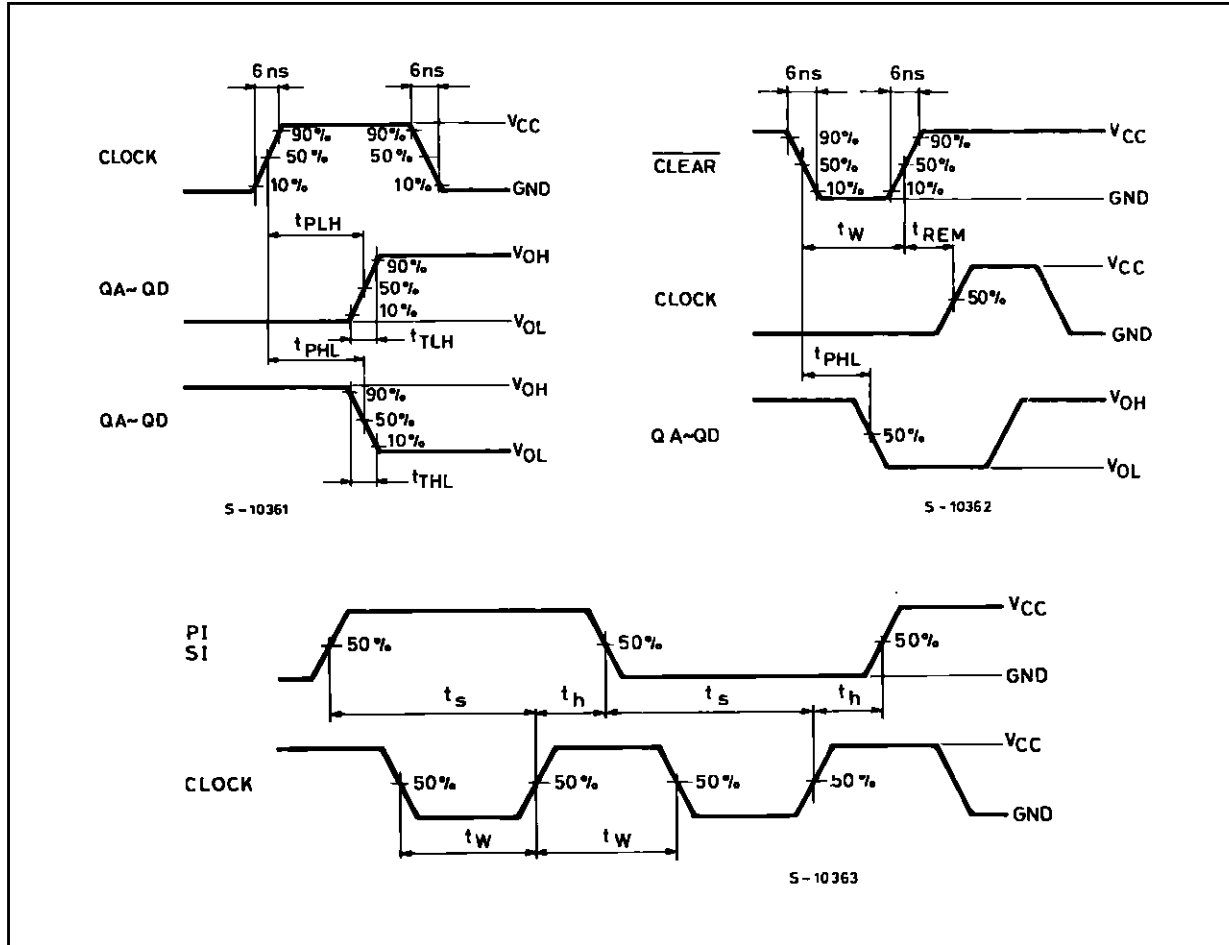 6ns 6ns
VCC
90% 90%
CLOCK 50% 50%
10% 10% GND
tPLH
VOH
90%
QA~QD 50%
10%
VOL
tTLH
tPHL
VOH
90%
QA~QD 50%
10%
VOL
tTHL
S-10361
6ns 6ns
VCC
90% 90%
CLEAR 50% 50%
10% 10%
GND
tW tREM
VCC
CLOCK 50%
GND
tPHL
VOH
QA~QD 50%
VOL
S-10362
VCC
PI
SI 50% 50% 50%
GND
ts th ts th
VCC
CLOCK 50% 50% 50% 50%
GND
tW tW
S-10363